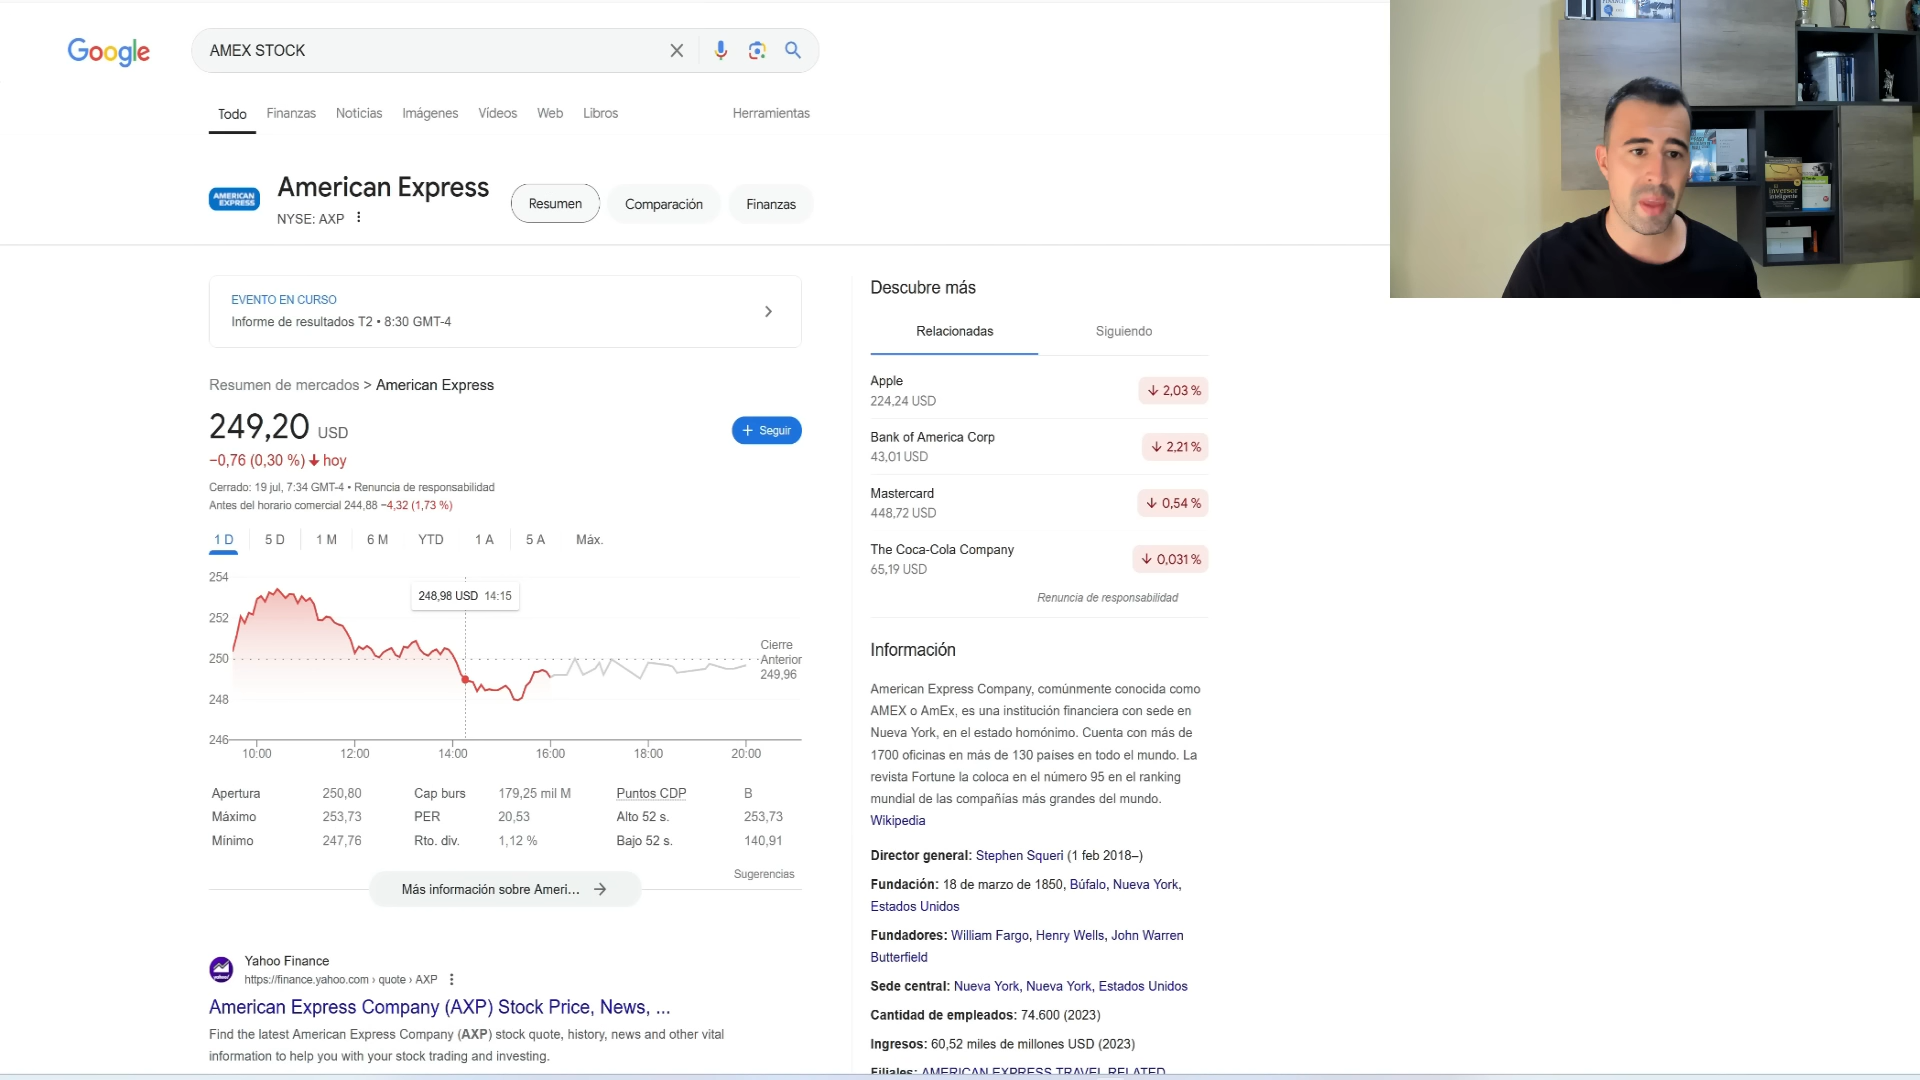 Google
AMEX STOCK
Todo
Finanzas
Noticias
Imágenes
Vídeos
Web
Libros
Herramientas
AMERICAN
EXPRESS
American Express
NYSE: AXP
Resumen
Comparación
Finanzas
EVENTO EN CURSO
Informe de resultados T2 • 8:30 GMT-4
Resumen de mercados > American Express
249,20 USD
−0,76 (0,30 %) hoy
Cerrado: 19 jul, 7:34 GMT-4 • Renuncia de responsabilidad
Antes del horario comercial 244,88 −4,32 (1,73 %)
+ Seguir
1 D
5 D
1 M
6 M
YTD
1 A
5 A
Máx.
254
252
250
248
246
248,98 USD 14:15
Cierre
Anterior
249,96
10:00
12:00
14:00
16:00
18:00
20:00
Apertura 250,80 Cap burs 179,25 mil M Puntos CDP B
Máximo 253,73 PER 20,53 Alto 52 s. 253,73
Mínimo 247,76 Rto. div. 1,12 % Bajo 52 s. 140,91
Sugerencias
Más información sobre Ameri... →
Yahoo Finance
https://finance.yahoo.com › quote › AXP
American Express Company (AXP) Stock Price, News, ...
Find the latest American Express Company (AXP) stock quote, history, news and other vital
information to help you with your stock trading and investing.
Descubre más
Relacionadas
Siguiendo
Apple
224,24 USD
↓ 2,03 %
Bank of America Corp
43,01 USD
↓ 2,21 %
Mastercard
448,72 USD
↓ 0,54 %
The Coca-Cola Company
65,19 USD
↓ 0,031 %
Renuncia de responsabilidad
Información
American Express Company, comúnmente conocida como
AMEX o AmEx, es una institución financiera con sede en
Nueva York, en el estado homónimo. Cuenta con más de
1700 oficinas en más de 130 países en todo el mundo. La
revista Fortune la coloca en el número 95 en el ranking
mundial de las compañías más grandes del mundo.
Wikipedia
Director general: Stephen Squeri (1 feb 2018–)
Fundación: 18 de marzo de 1850, Búfalo, Nueva York,
Estados Unidos
Fundadores: William Fargo, Henry Wells, John Warren
Butterfield
Sede central: Nueva York, Nueva York, Estados Unidos
Cantidad de empleados: 74.600 (2023)
Ingresos: 60,52 miles de millones USD (2023)
Filiales: AMERICAN EXPRESS TRAVEL RELATED
El
inversor
inteligente